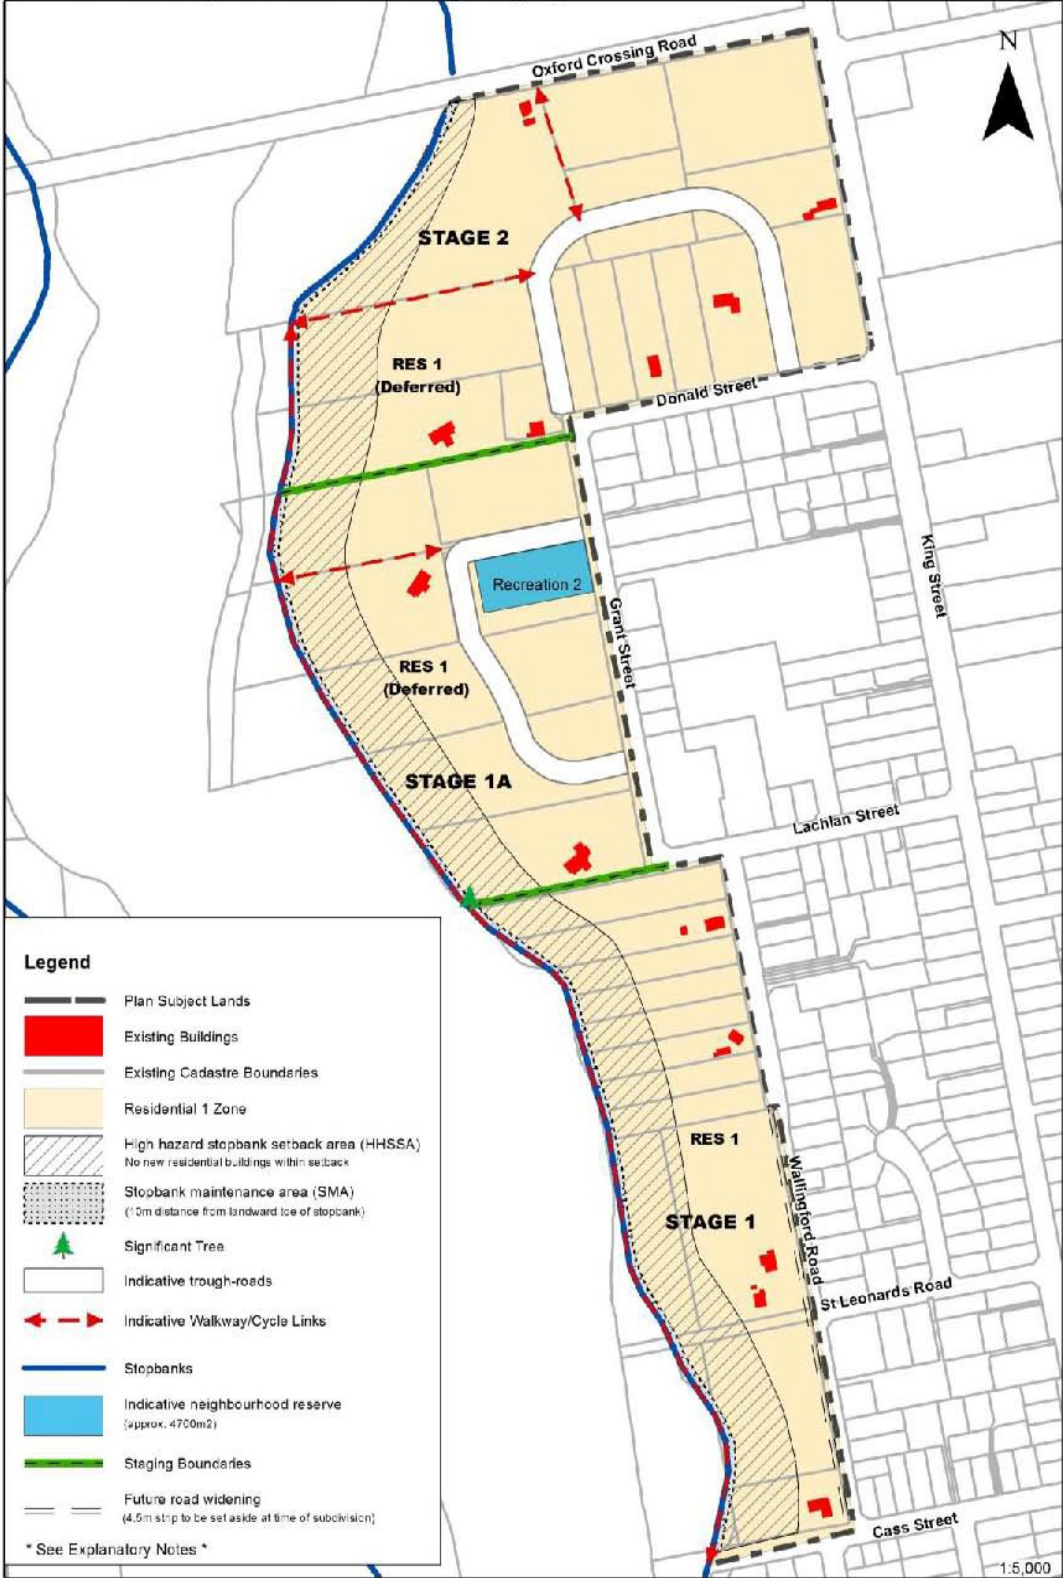 N
Oxford Crossing Road
STAGE 2
RES 1
(Deferred)
Donald Street
King Street
Recreation 2
Grant Street
RES 1
(Deferred)
STAGE 1A
Lachlan Street
RES 1
Wallingford Road
STAGE 1
St Leonards Road
Cass Street
1:5,000
Legend
Plan Subject Lands
Existing Buildings
Existing Cadastre Boundaries
Residential 1 Zone
High hazard stopbank setback area (HHSSA)
No new residential buildings within setback
Stopbank maintenance area (SMA)
(10m distance from landward toe of stopbank)
Significant Tree
Indicative trough-roads
Indicative Walkway/Cycle Links
Stopbanks
Indicative neighbourhood reserve
(approx. 4700m2)
Staging Boundaries
Future road widening
(4.5m strip to be set aside at time of subdivision)
* See Explanatory Notes *